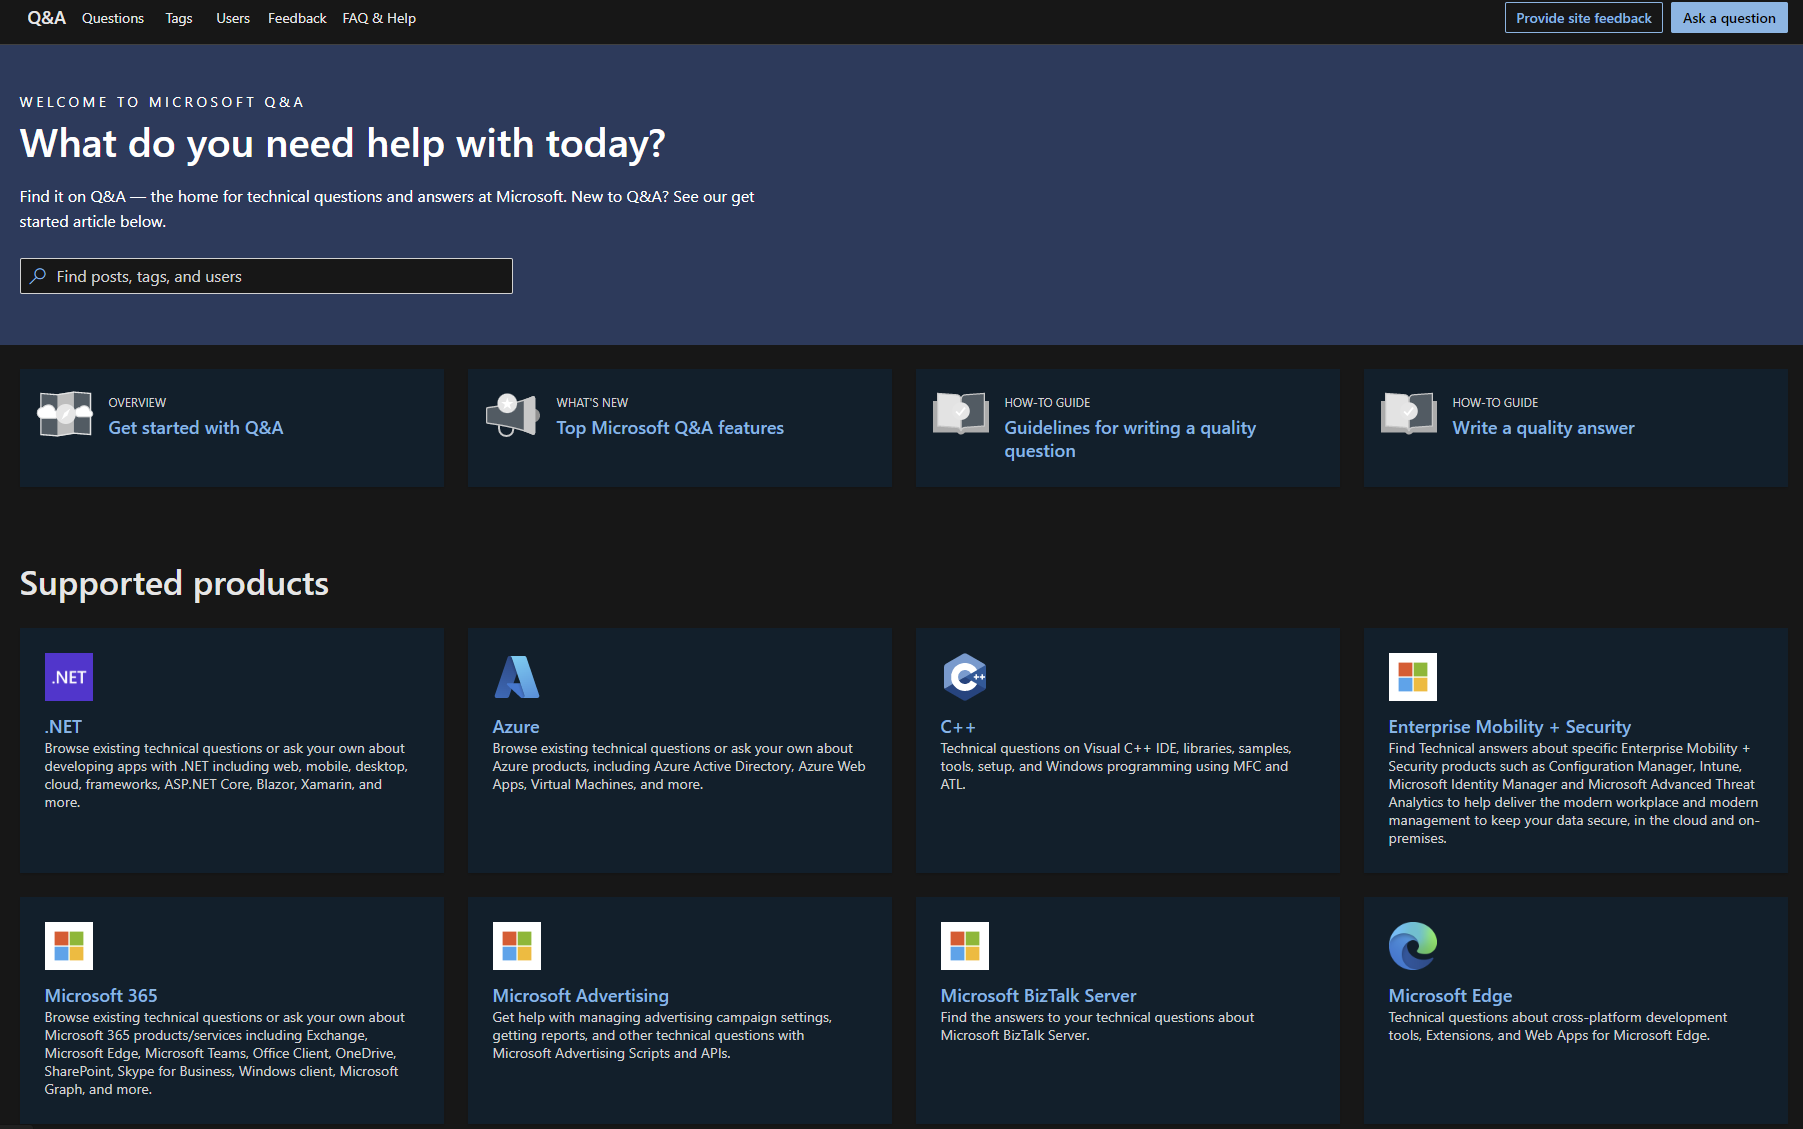 Q&A Questions Tags Users Feedback FAQ & Help Provide site feedback Ask a question
WELCOME TO MICROSOFT Q&A
What do you need help with today?
Find it on Q&A — the home for technical questions and answers at Microsoft. New to Q&A? See our get
started article below.
Find posts, tags, and users
OVERVIEW
Get started with Q&A
WHAT'S NEW
Top Microsoft Q&A features
HOW-TO GUIDE
Guidelines for writing a quality
question
HOW-TO GUIDE
Write a quality answer
Supported products
.NET
.NET
Browse existing technical questions or ask your own about
developing apps with .NET including web, mobile, desktop,
cloud, frameworks, ASP.NET Core, Blazor, Xamarin, and
more.
Azure
Browse existing technical questions or ask your own about
Azure products, including Azure Active Directory, Azure Web
Apps, Virtual Machines, and more.
C++
C++
Technical questions on Visual C++ IDE, libraries, samples,
tools, setup, and Windows programming using MFC and
ATL.
Enterprise Mobility + Security
Find Technical answers about specific Enterprise Mobility +
Security products such as Configuration Manager, Intune,
Microsoft Identity Manager and Microsoft Advanced Threat
Analytics to help deliver the modern workplace and modern
management to keep your data secure, in the cloud and on-
premises.
Microsoft 365
Browse existing technical questions or ask your own about
Microsoft 365 products/services including Exchange,
Microsoft Edge, Microsoft Teams, Office Client, OneDrive,
SharePoint, Skype for Business, Windows client, Microsoft
Graph, and more.
Microsoft Advertising
Get help with managing advertising campaign settings,
getting reports, and other technical questions with
Microsoft Advertising Scripts and APIs.
Microsoft BizTalk Server
Find the answers to your technical questions about
Microsoft BizTalk Server.
Microsoft Edge
Technical questions about cross-platform development
tools, Extensions, and Web Apps for Microsoft Edge.